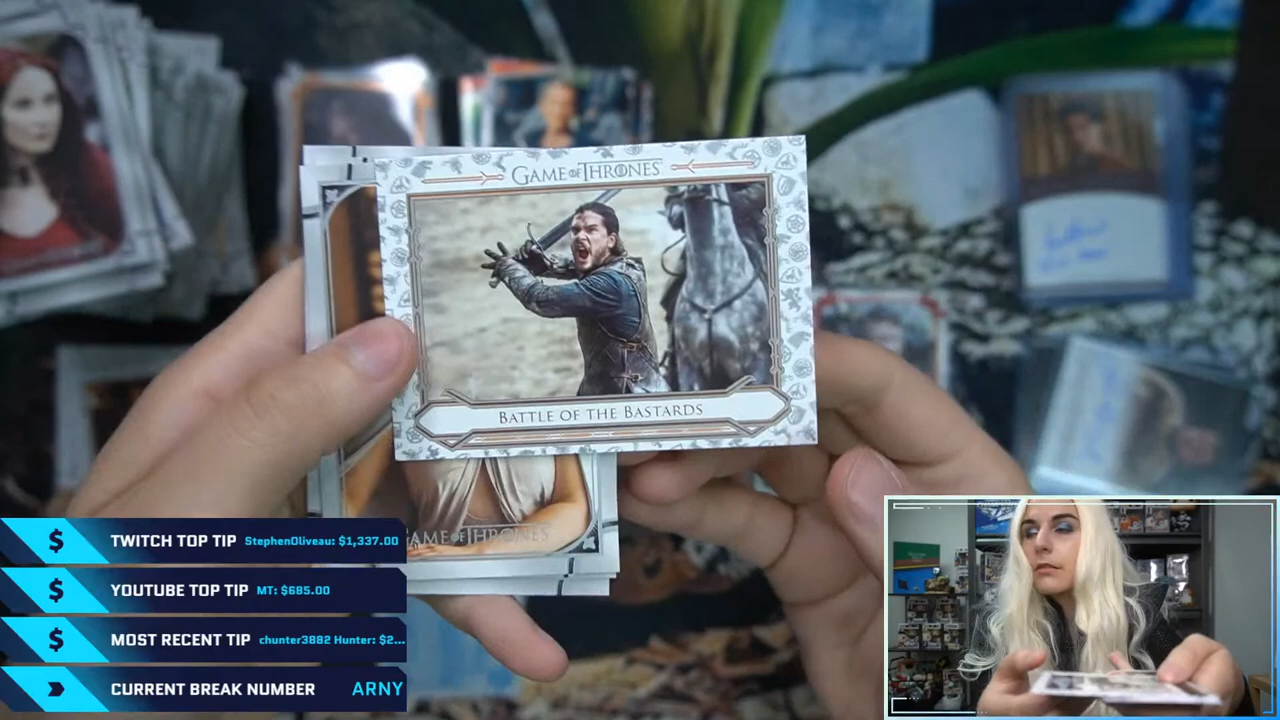 GAME OF THRONES
BATTLE OF THE BASTARDS
GAME OF THRONES
TWITCH TOP TIP StephenOliveau: $1,337.00
YOUTUBE TOP TIP MT: $685.00
MOST RECENT TIP chunter3882 Hunter: $2...
CURRENT BREAK NUMBER ARNY